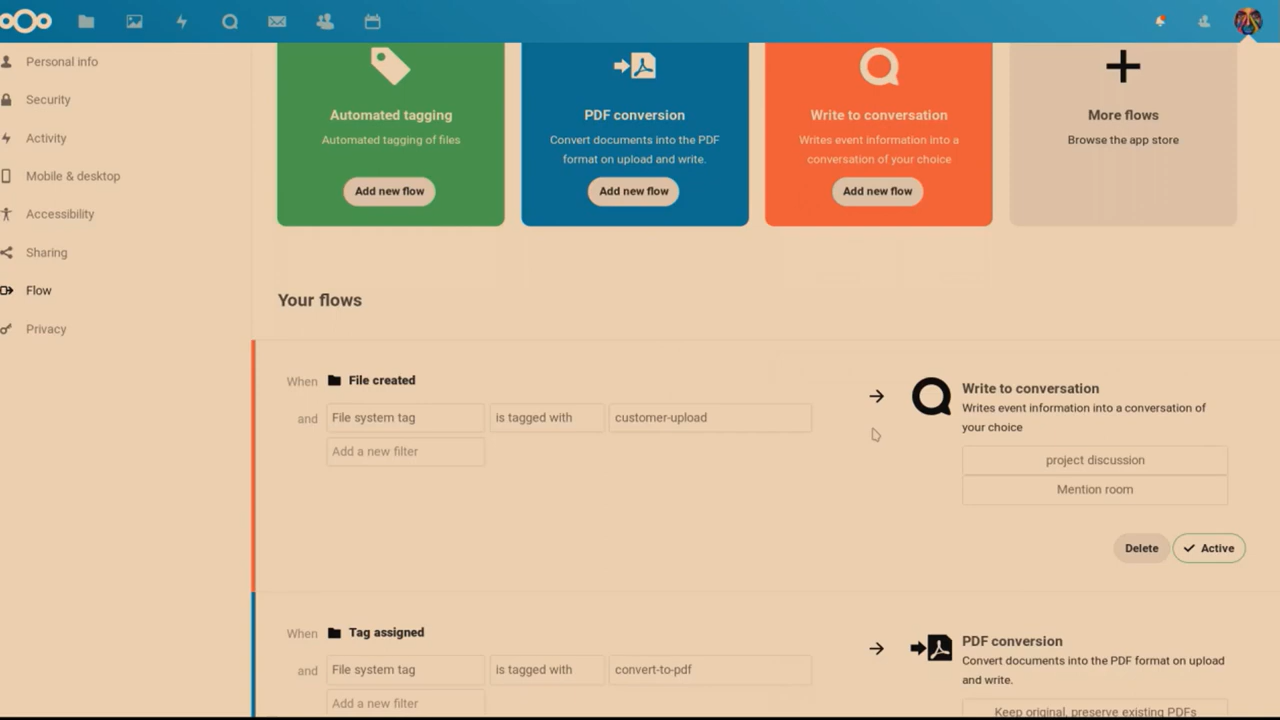 Personal info
Security
Activity
Mobile & desktop
Accessibility
Sharing
Flow
Privacy
Automated tagging
Automated tagging of files
Add new flow
PDF conversion
Convert documents into the PDF
format on upload and write.
Add new flow
Write to conversation
Writes event information into a
conversation of your choice
Add new flow
More flows
Browse the app store
Your flows
When File created
and File system tag is tagged with customer-upload
Add a new filter
Write to conversation
Writes event information into a conversation of
your choice
project discussion
Mention room
Delete Active
When Tag assigned
and File system tag is tagged with convert-to-pdf
Add a new filter
PDF conversion
Convert documents into the PDF format on upload
and write.
Keep original, preserve existing PDFs